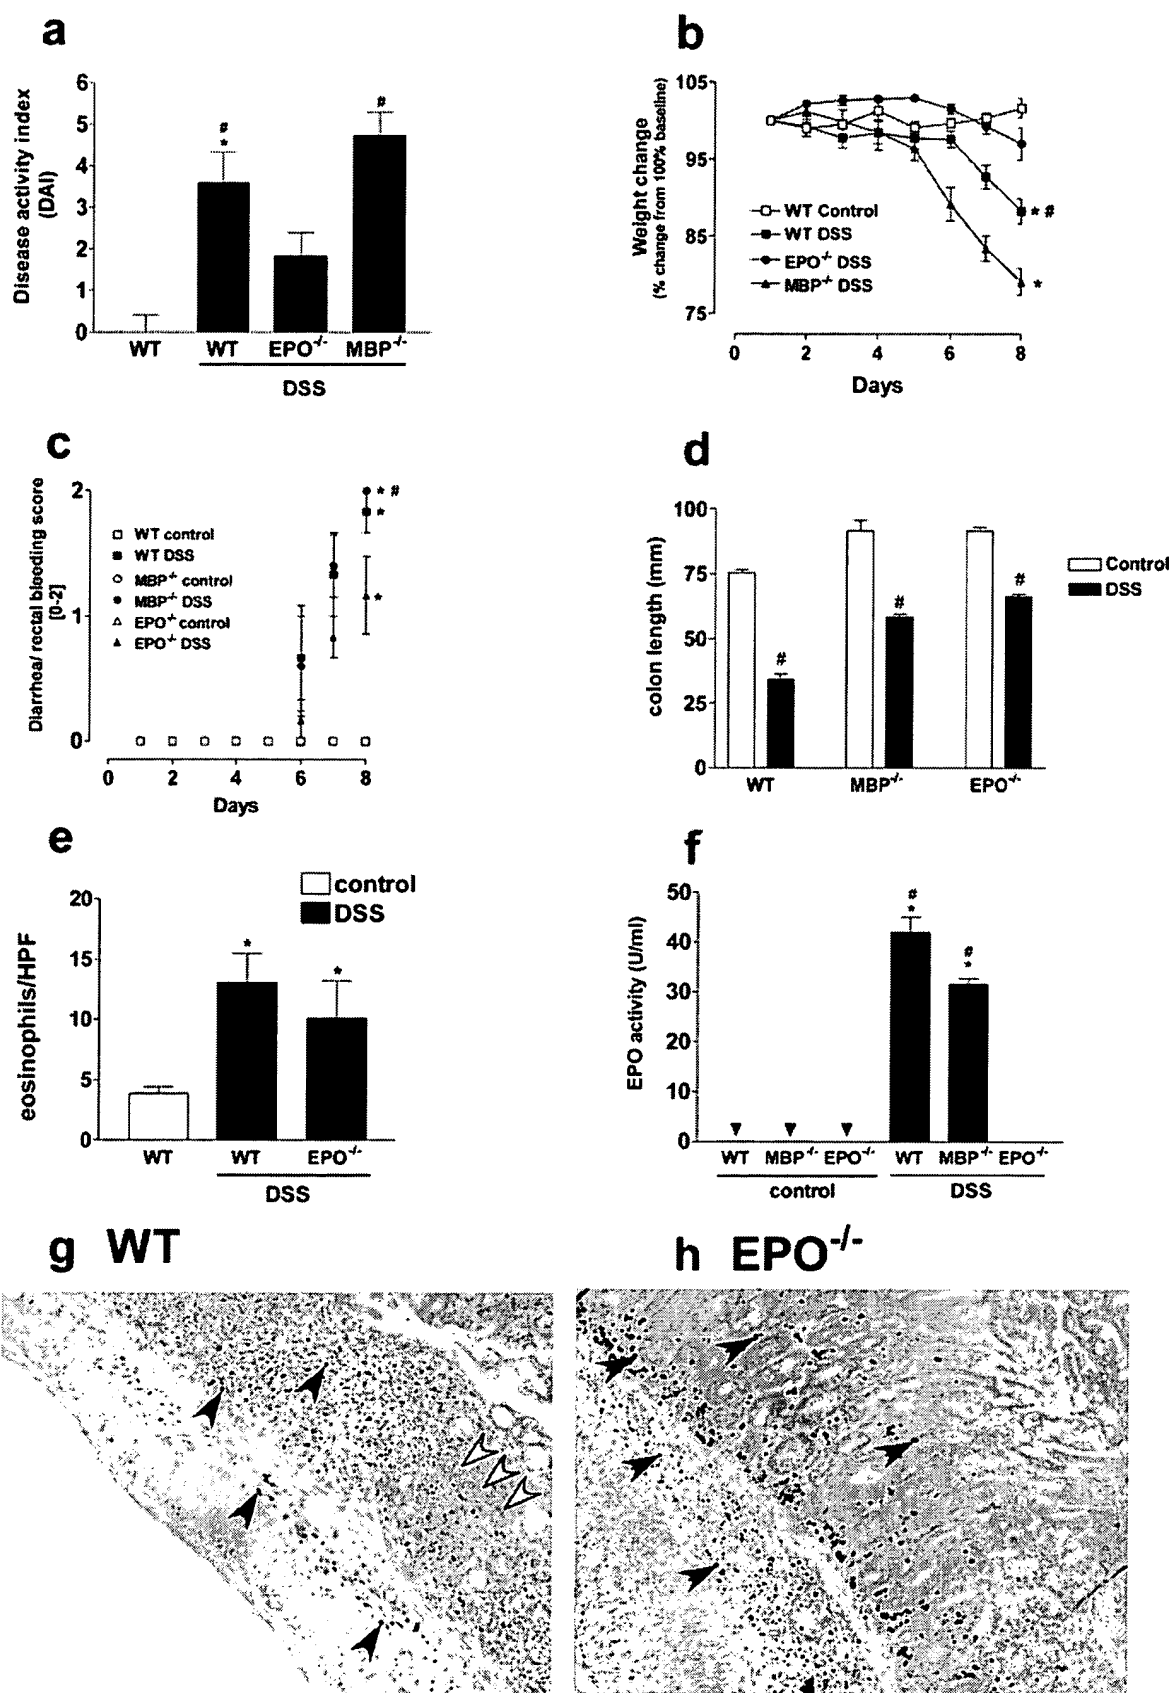 a
Disease activity index
(DAI)
6
5
4
3
2
1
0
#
*
#
WT
WT
EPO-/-
MBP-/-
DSS
b
Weight change
(% change from 100% baseline)
105
95
85
75
WT Control
WT DSS
EPO-/- DSS
MBP-/- DSS
* #
*
0 2 4 6 8
Days
c
Diarrhoea/ rectal bleeding score
[0-2]
2
1
0
WT control
WT DSS
MBP-/- control
MBP-/- DSS
EPO-/- control
EPO-/- DSS
* #
*
*
0 2 4 6 8
Days
d
colon length (mm)
100
75
50
25
0
#
#
#
Control
DSS
WT MBP-/- EPO-/-
e
eosinophils/HPF
20
15
10
5
0
control
DSS
*
*
WT WT EPO-/-
DSS
f
EPO activity (U/ml)
50
40
30
20
10
0
#
*
#
*
WT MBP-/- EPO-/- WT MBP-/- EPO-/-
control DSS
g WT
h EPO-/-